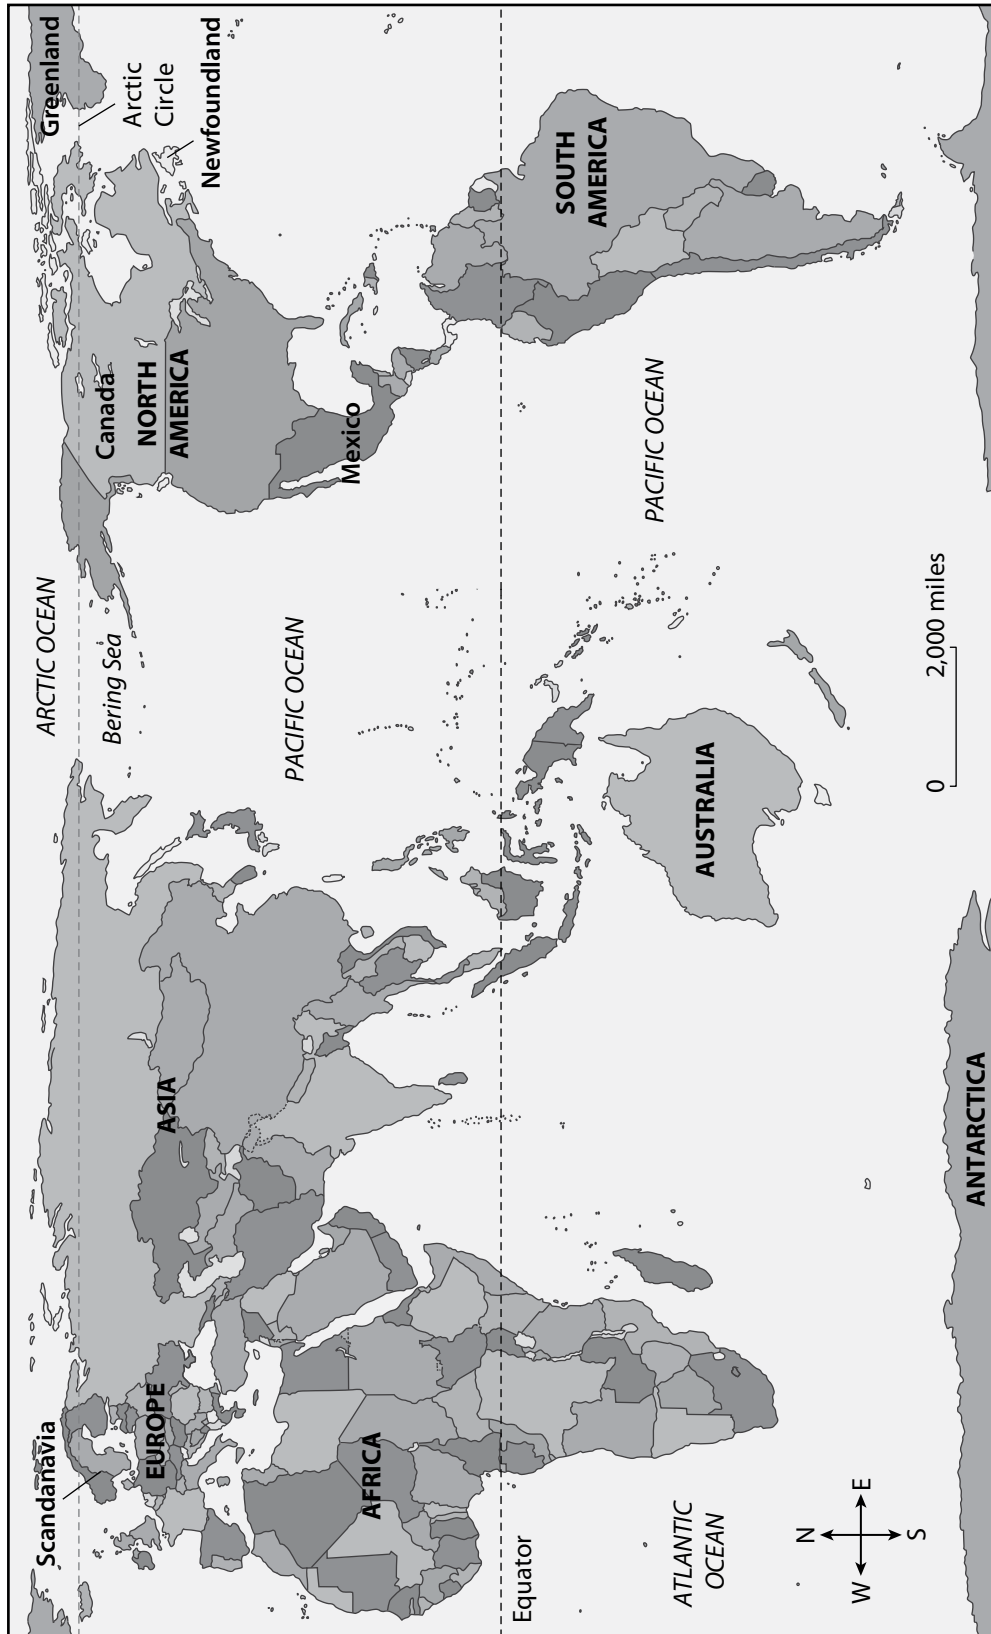 ARCTIC OCEAN
Greenland
Arctic
Circle
Newfoundland
Canada
NORTH
AMERICA
Mexico
Bering Sea
Scandanavia
EUROPE
ASIA
PACIFIC OCEAN
AFRICA
Equator
SOUTH
AMERICA
PACIFIC OCEAN
AUSTRALIA
ATLANTIC
OCEAN
N
W
E
S
0
2,000 miles
ANTARCTICA